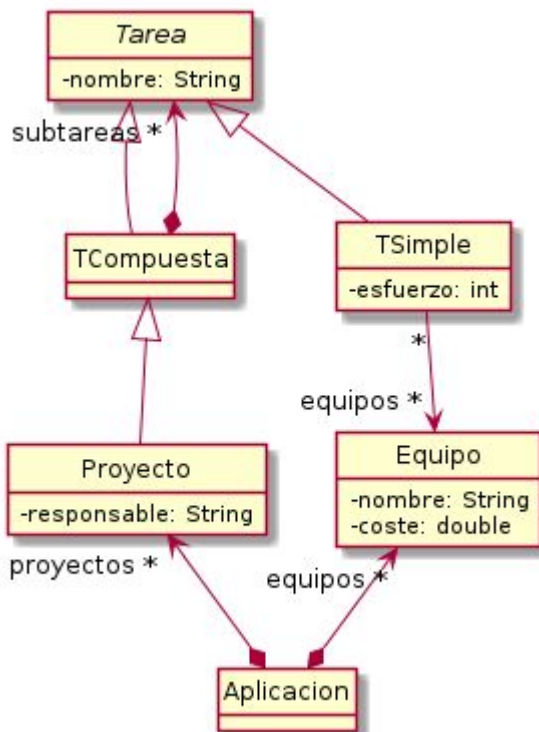 Tarea
-nombre: String
subtareas *
TCompuesta
TSimple
-esfuerzo: int
*
equipos *
Proyecto
-responsable: String
Equipo
-nombre: String
-coste: double
proyectos *
equipos *
Aplicacion